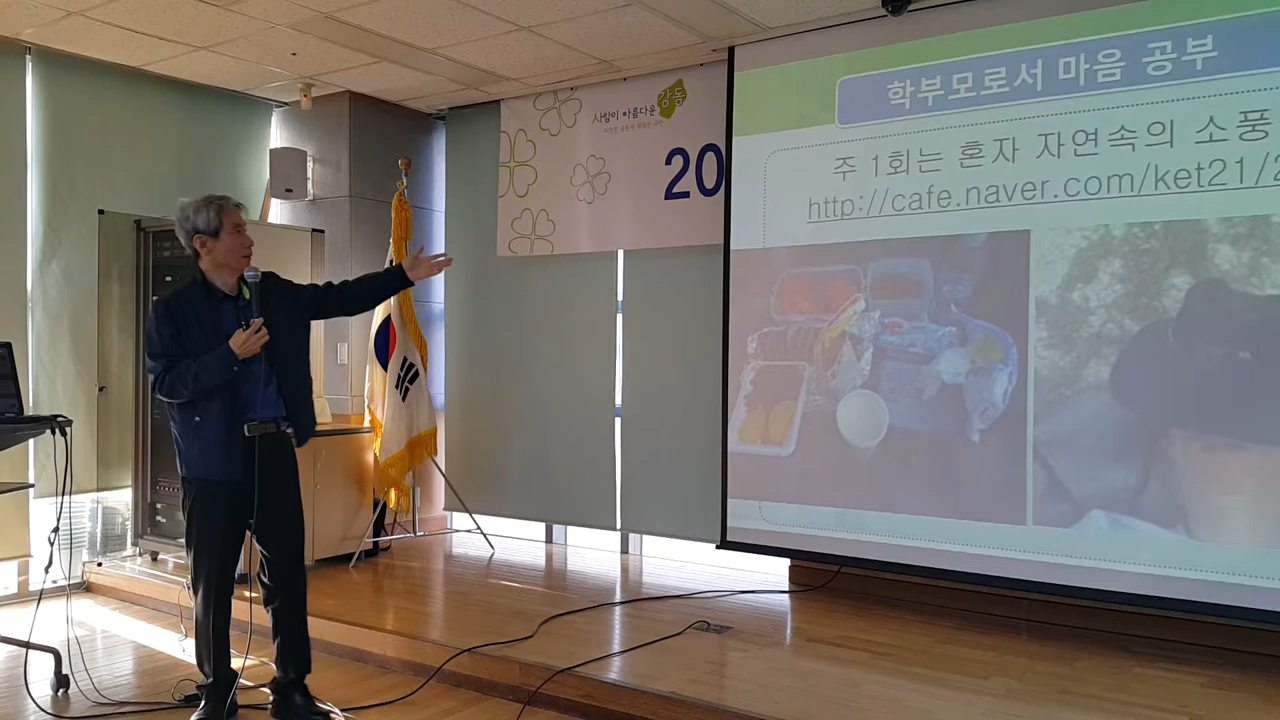 사람이 아름다운 강동
20
학부모로서 마음 공부
주 1회는 혼자 자연속의 소풍
http://cafe.naver.com/ket21/2